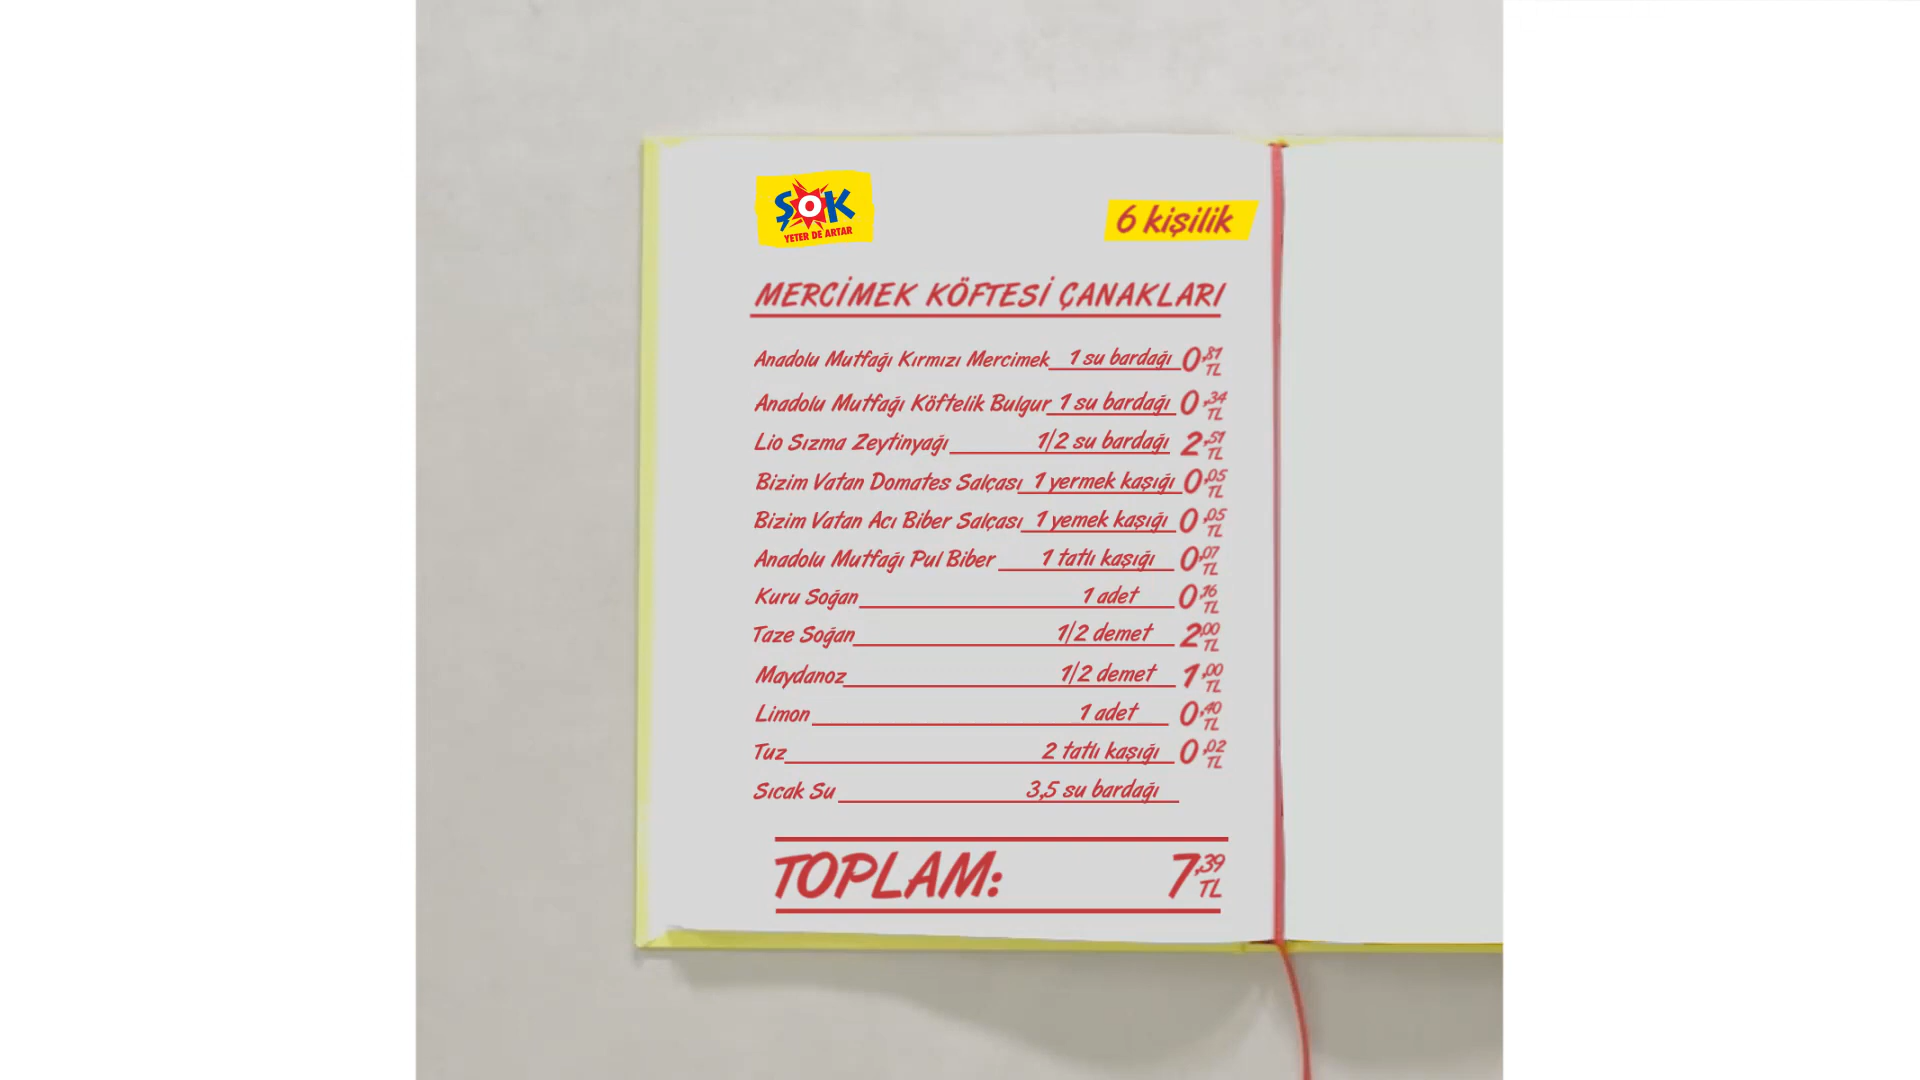 ŞOK
YETER DE ARTAR
6 kişilik
MERCİMEK KÖFTESİ ÇANAKLARI
Anadolu Mutfağı Kırmızı Mercimek 1 su bardağı 0,81 TL
Anadolu Mutfağı Köftelik Bulgur 1 su bardağı 0,34 TL
Lio Sızma Zeytinyağı 1/2 su bardağı 2,51 TL
Bizim Vatan Domates Salçası 1 yermek kaşığı 0,05 TL
Bizim Vatan Acı Biber Salçası 1 yemek kaşığı 0,05 TL
Anadolu Mutfağı Pul Biber 1 tatlı kaşığı 0,07 TL
Kuru Soğan 1 adet 0,16 TL
Taze Soğan 1/2 demet 2,00 TL
Maydanoz 1/2 demet 1,00 TL
Limon 1 adet 0,40 TL
Tuz 2 tatlı kaşığı 0,02 TL
Sıcak Su 3,5 su bardağı
TOPLAM: 7,39 TL